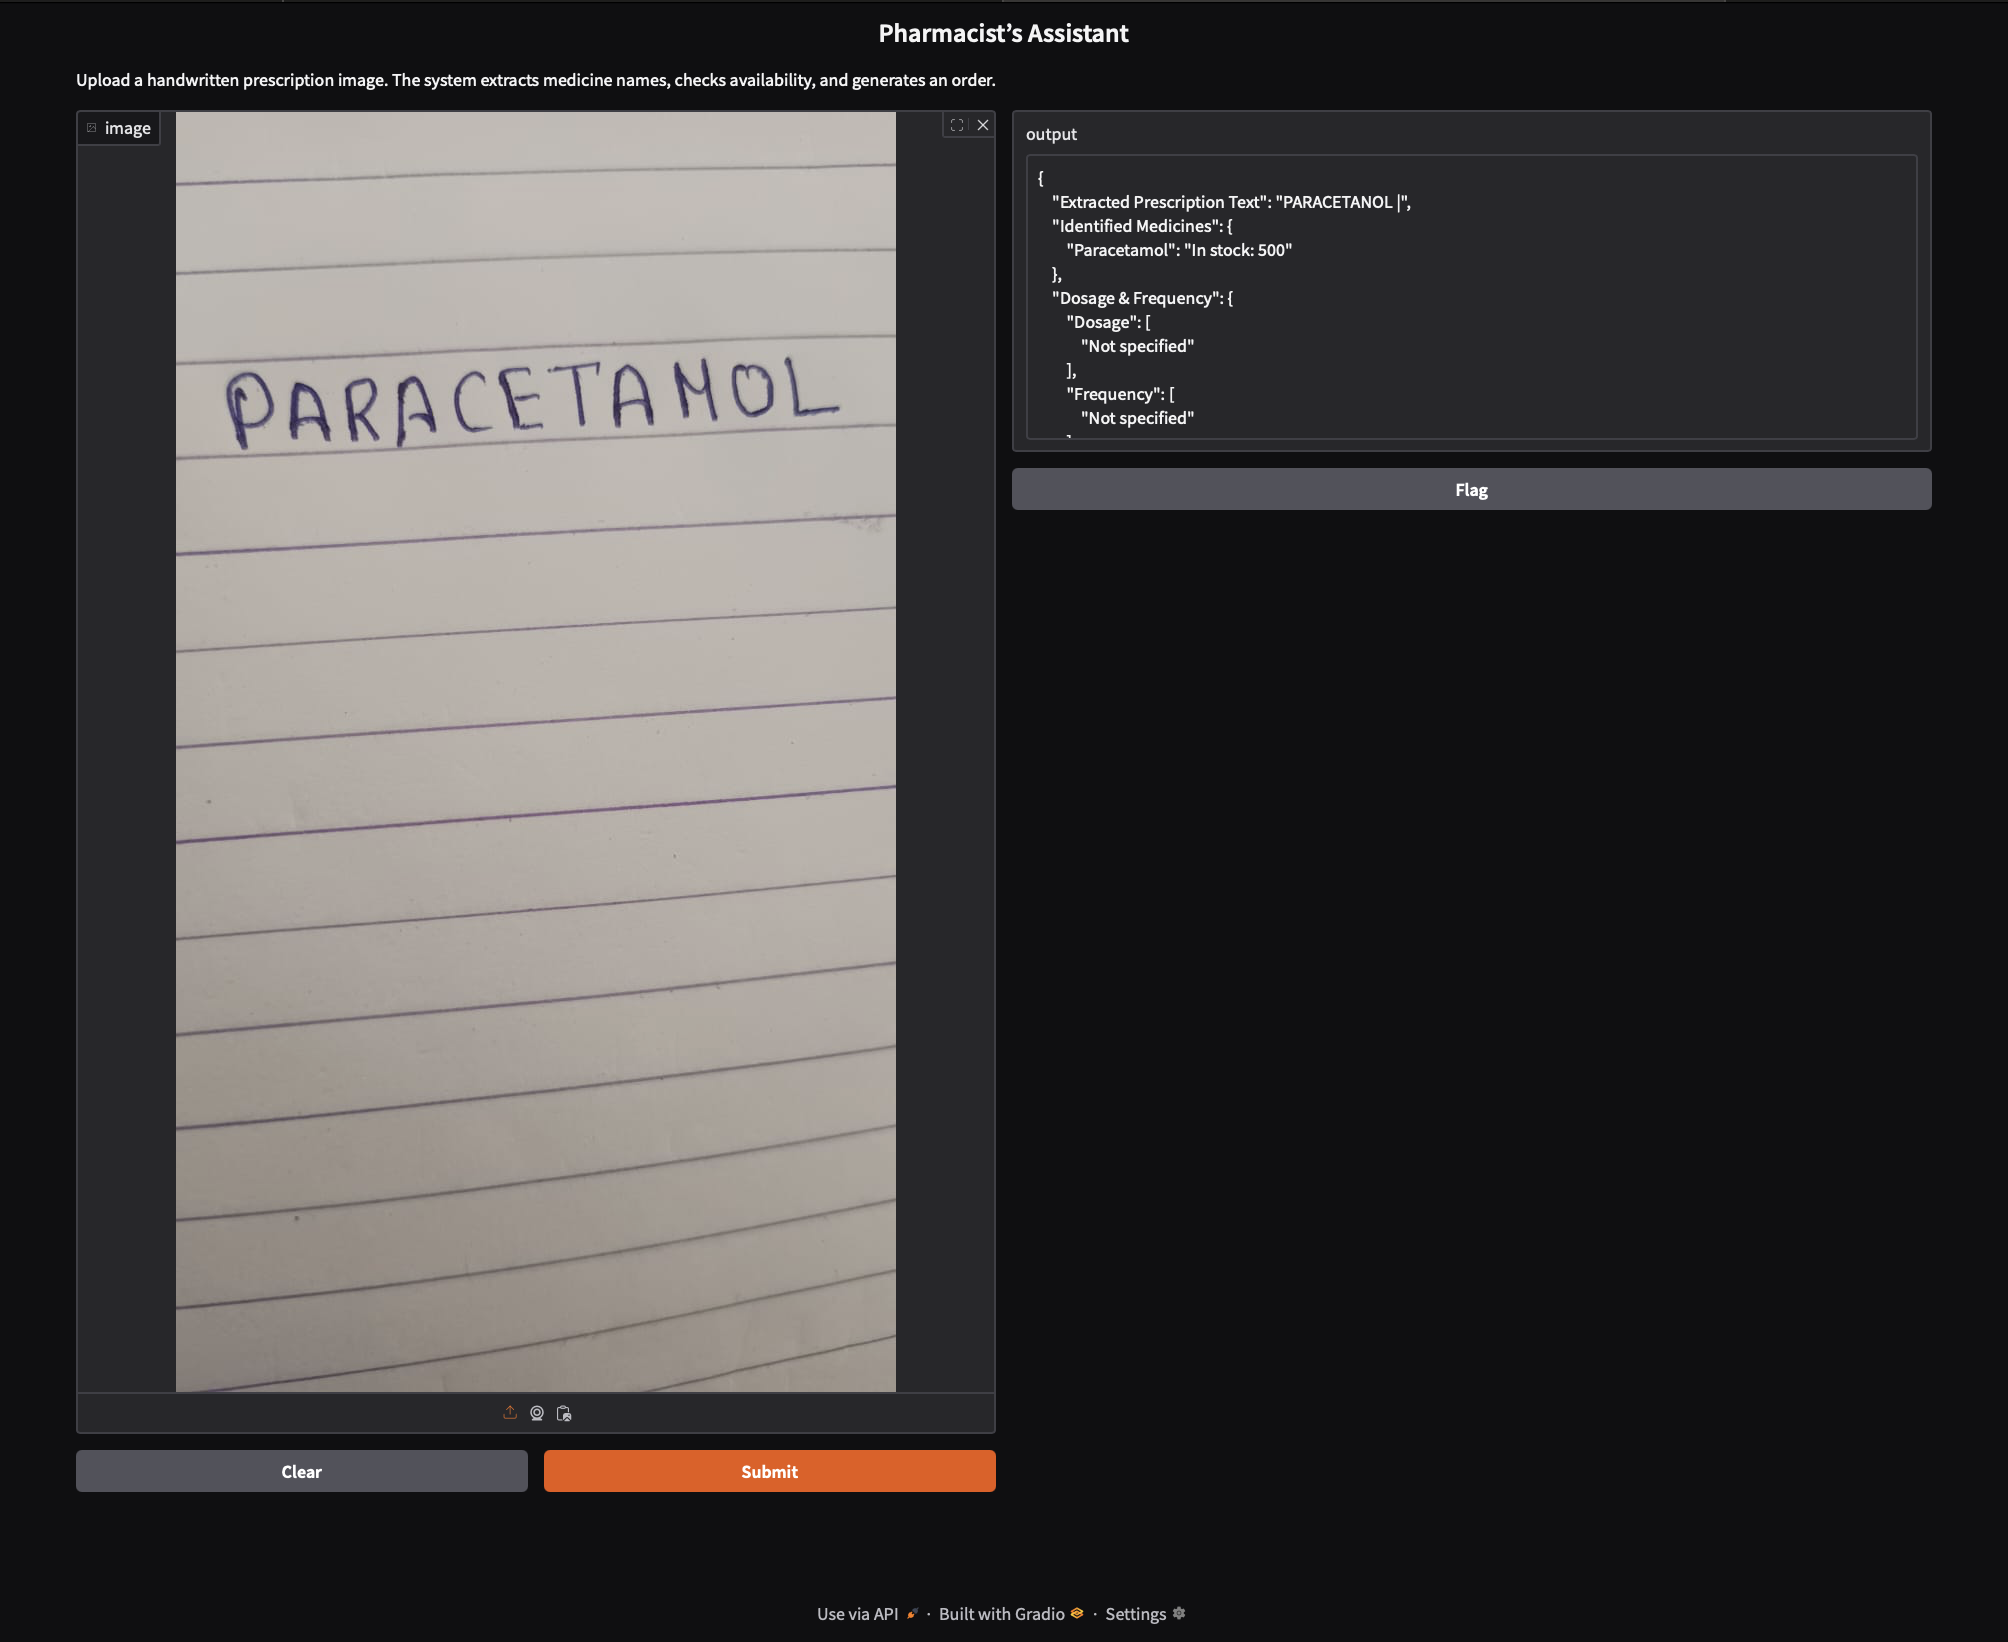 Pharmacist's Assistant
Upload a handwritten prescription image. The system extracts medicine names, checks availability, and generates an order.
image
PARACETAMOL
Clear
Submit
output
{
"Extracted Prescription Text": "PARACETANOL |",
"Identified Medicines": {
"Paracetamol": "In stock: 500"
},
"Dosage & Frequency": {
"Dosage": [
"Not specified"
],
"Frequency": [
"Not specified"
]
Flag
Use via API · Built with Gradio · Settings